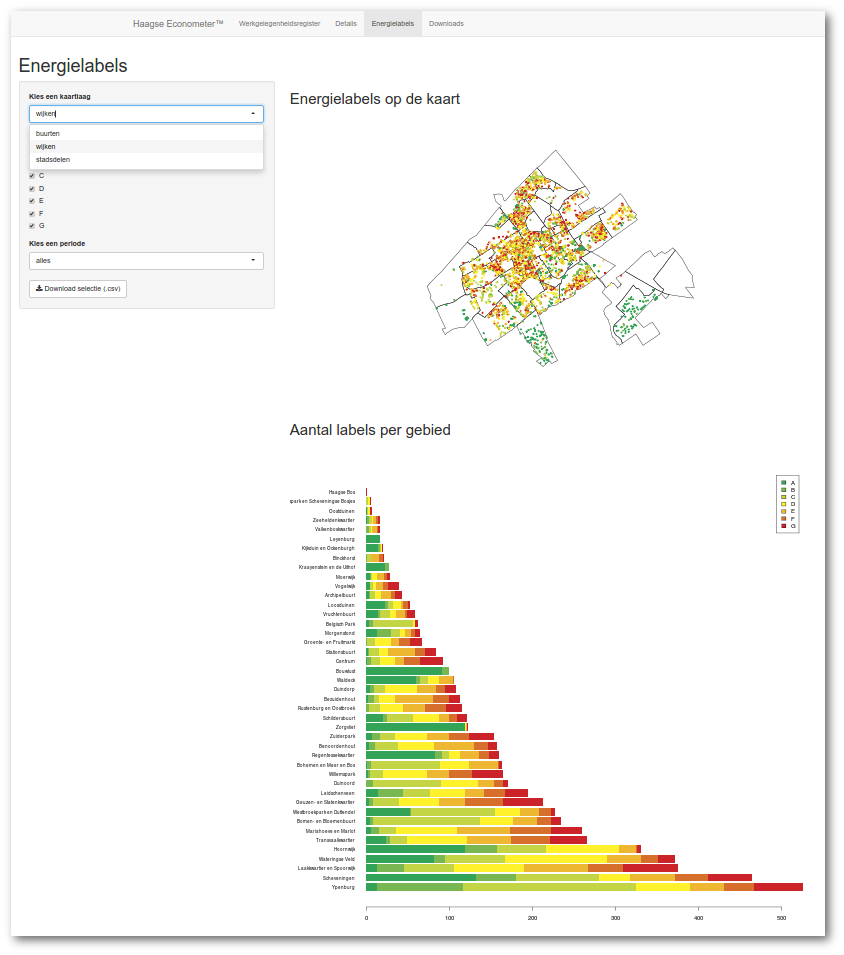 Haagse Econometer™ Werkgelegenheidsregister Details Energielabels Downloads
Energielabels
Kies een kaartlaag
wijken
buurten
wijken
stadsdelen
C
D
E
F
G
Kies een periode
alles
Download selectie (.csv)
Energielabels op de kaart
Aantal labels per gebied
A
B
C
D
E
F
G
Haagse Bos
park en Scheveningse Bosjes
Oostduinen
Zeeheldenkwartier
Valkenboskwartier
Leyenburg
Kijkduin en Ockenburgh
Binckhorst
Kraayenstein en de Uithof
Moerwijk
Vogelwijk
Archipelbuurt
Loosduinen
Vruchtenbuurt
Belgisch Park
Morgenstond
Groente- en Fruitmarkt
Stationsbuurt
Centrum
Bouwlust
Waldeck
Duindorp
Bezuidenhout
Rustenburg en Oostbroek
Schildersbuurt
Zorgvliet
Zuiderpark
Benoordenhout
Regentessekwartier
Bohemen en Meer en Bos
Willemspark
Duinoord
Leidschenveen
Geuzen- en Statenkwartier
Westbroekpark en Duttendel
Bomen- en Bloemenbuurt
Mariahoeve en Marlot
Transvaalkwartier
Hoornwijk
Wateringse Veld
Laakkwartier en Spoorwijk
Scheveningen
Ypenburg
0 100 200 300 400 500